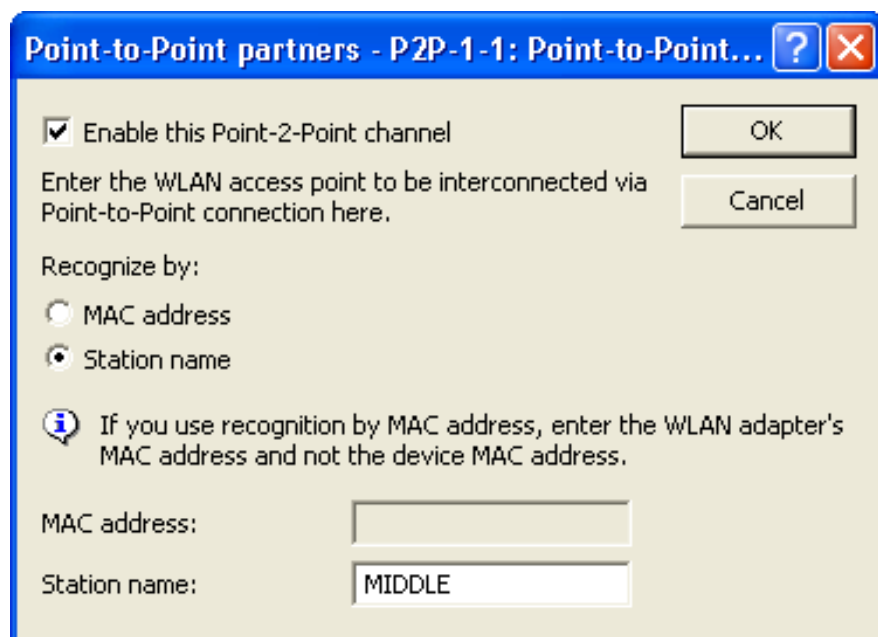 Point-to-Point partners - P2P-1-1: Point-to-Point...
Enable this Point-2-Point channel
OK
Enter the WLAN access point to be interconnected via
Point-to-Point connection here.
Cancel
Recognize by:
MAC address
Station name
If you use recognition by MAC address, enter the WLAN adapter's
MAC address and not the device MAC address.
MAC address:
Station name: MIDDLE